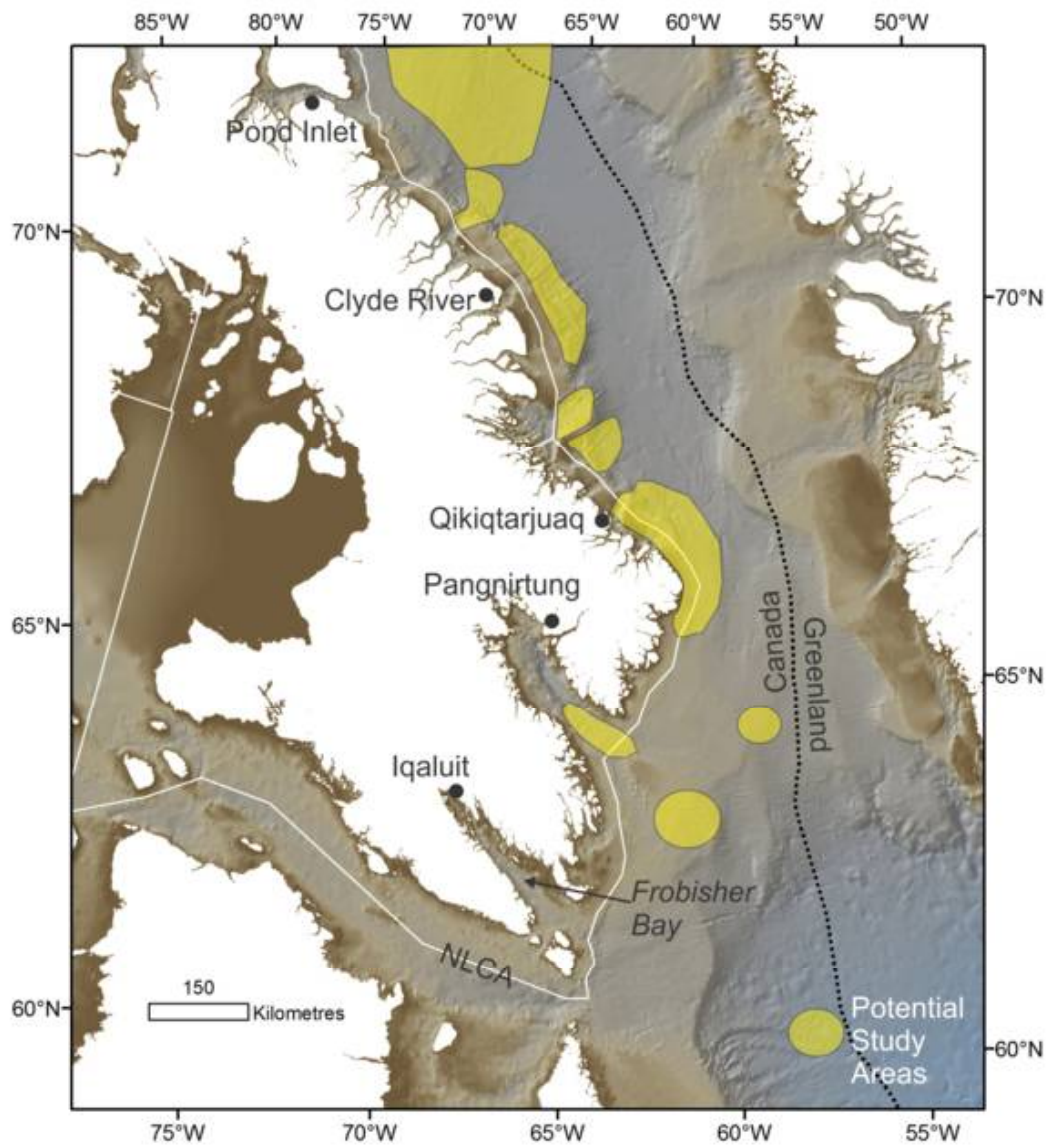 85°W 80°W 75°W 70°W 65°W 60°W 55°W 50°W
Pond Inlet
70°N
Clyde River
70°N
Qikiqtarjuaq
Pangnirtung
65°N
Canada
Greenland
65°N
Iqaluit
Frobisher
Bay
NLCA
150
Kilometres
60°N
Potential
Study
Areas
60°N
75°W 70°W 65°W 60°W 55°W